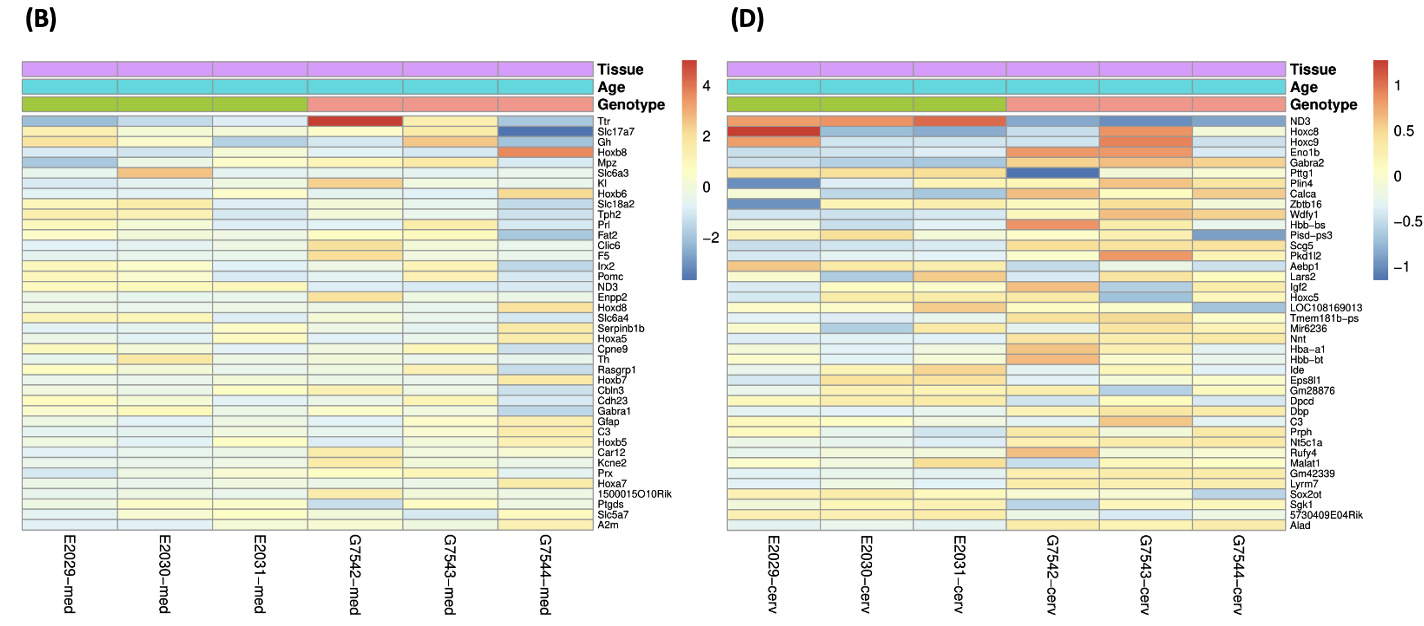 (B)
Tissue
Age
Genotype
Ttr
Slc17a7
Gh
Hoxb8
Mpz
Slc6a3
Kl
Hoxb6
Slc18a2
Tph2
Prl
Fat2
Clic6
F5
Irx2
Pomc
ND3
Enpp2
Hoxd8
Slc6a4
Serpinb1b
Hoxa5
Cpne9
Th
Rasgrp1
Hoxb7
Cbln3
Cdh23
Gabra1
Gfap
C3
Hoxb5
Car12
Kcne2
Prx
Hoxa7
1500015O10Rik
Ptgds
Slc5a7
A2m
4
2
0
−2
E2029−med
E2030−med
E2031−med
G7542−med
G7543−med
G7544−med
(D)
Tissue
Age
Genotype
ND3
Hoxc8
Hoxc9
Eno1b
Gabra2
Pttg1
Plin4
Calca
Zbtb16
Wdfy1
Hbb−bs
Pisd−ps3
Scg5
Pkd1l2
Aebp1
Lars2
Igf2
Hoxc5
LOC108169013
Tmem181b−ps
Mir6236
Nnt
Hba−a1
Hbb−bt
Ide
Eps8l1
Gm28876
Dpcd
Dbp
C3
Prph
Nt5c1a
Rufy4
Malat1
Gm42339
Lyrm7
Sox2ot
Sgk1
5730409E04Rik
Alad
1
0.5
0
−0.5
−1
E2029−cerv
E2030−cerv
E2031−cerv
G7542−cerv
G7543−cerv
G7544−cerv